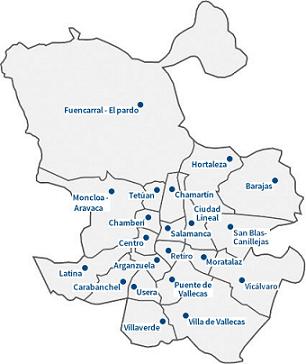 Fuencarral - El pardo
Hortaleza
Barajas
Moncloa -
Aravaca
Tetuán
Chamartín
Ciudad
Lineal
Chamberí
Salamanca
San Blas-
Canillejas
Centro
Retiro
Moratalaz
Arganzuela
Latina
Carabanchel
Usera
Puente de
Vallecas
Vicálvaro
Villaverde
Villa de Vallecas